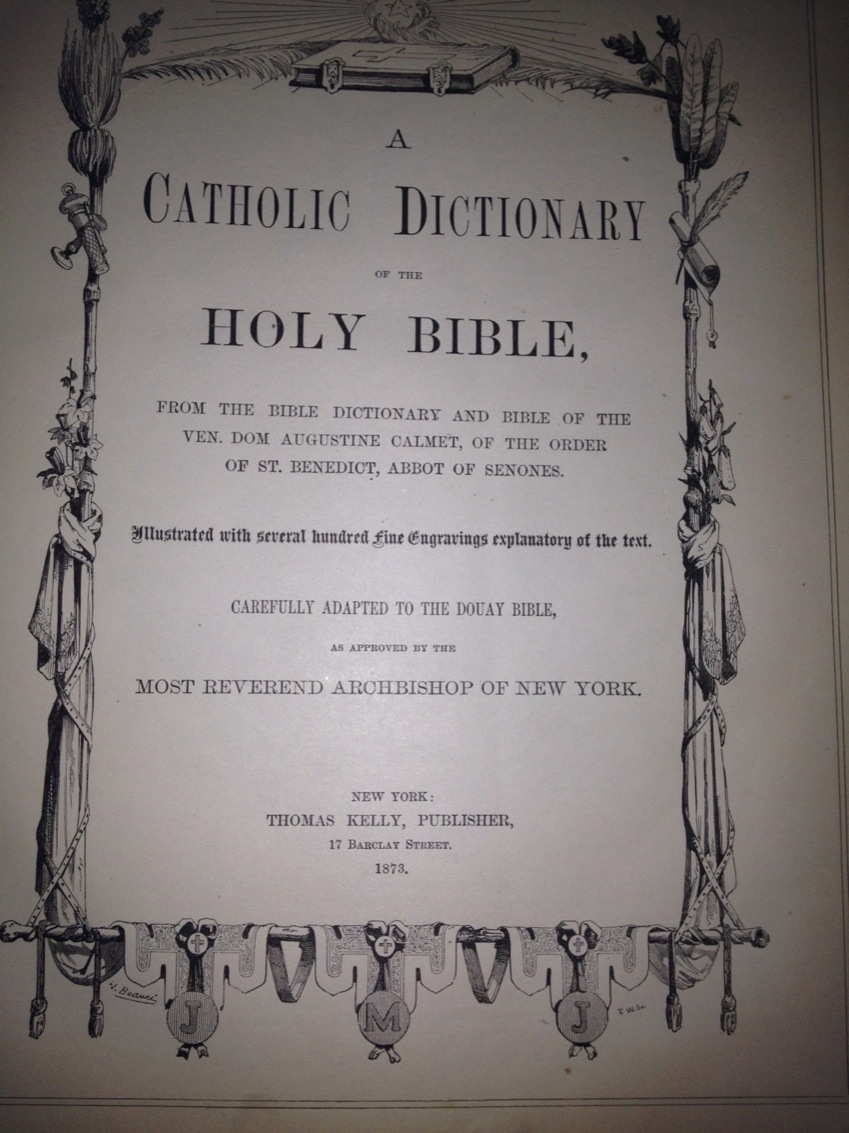 A
CATHOLIC DICTIONARY
OF THE
HOLY BIBLE,
FROM THE BIBLE DICTIONARY AND BIBLE OF THE
VEN. DOM AUGUSTINE CALMET, OF THE ORDER
OF ST. BENEDICT, ABBOT OF SENONES.
Illustrated with several hundred fine Engravings explanatory of the text.
CAREFULLY ADAPTED TO THE DOUAY BIBLE,
AS APPROVED BY THE
MOST REVEREND ARCHBISHOP OF NEW YORK.
NEW YORK:
THOMAS KELLY, PUBLISHER,
17 BARCLAY STREET.
1873.
J M J